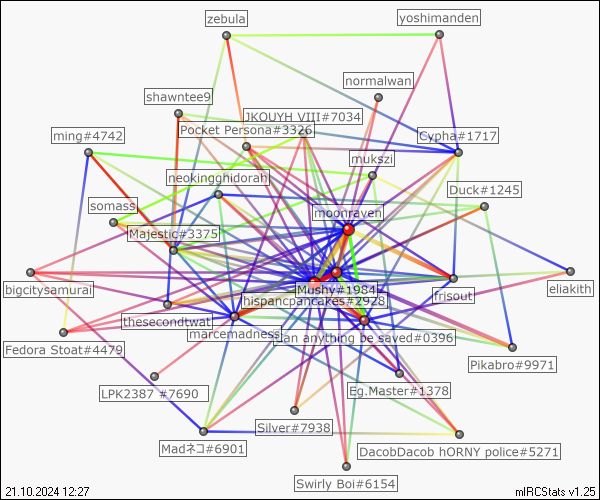 zebula
yoshimanden
normalwan
shawntee9
JKOUYH_VIII#7034
Pocket Persona#3326
ming#4742
Cypha#1717
mukszi
neokingghidorah
Duck#1245
somass
moonraven
Majestic#3375
Mushy#1984
bigcitysamurai
hispancpancakes#2928
frisout
eliakith
thesecondtwat
marcemadness
an anything be saved#0396
Fedora Stoat#4479
Pikabro#9971
LPK2387 #7690
Eg.Master#1378
Silver#7938
Madネコ#6901
DacobDacob hORNY police#5271
Swirly Boi#6154
21.10.2024 12:27
mIRCStats v1.25